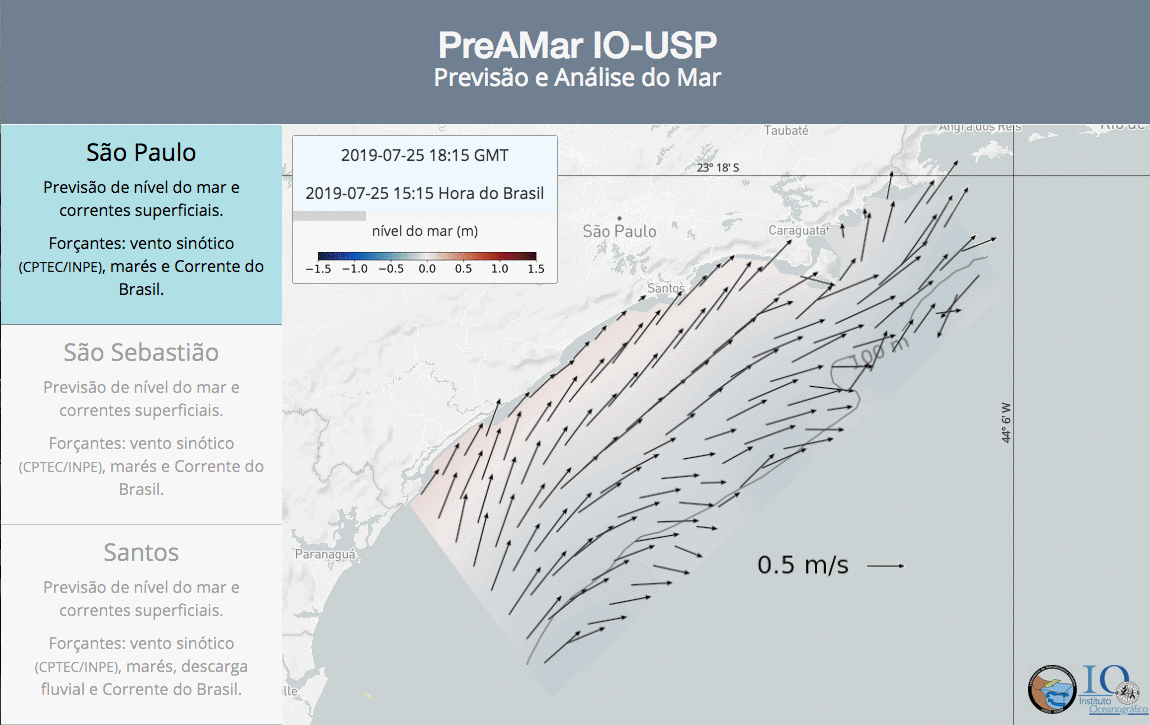 PreAMar IO-USP
Previsão e Análise do Mar
São Paulo
Previsão de nível do mar e
correntes superficiais.
Forçantes: vento sinótico
(CPTEC/INPE), marés e Corrente do
Brasil.
São Sebastião
Previsão de nível do mar e
correntes superficiais.
Forçantes: vento sinótico
(CPTEC/INPE), marés e Corrente do
Brasil.
Santos
Previsão de nível do mar e
correntes superficiais.
Forçantes: vento sinótico
(CPTEC/INPE), marés, descarga
fluvial e Corrente do Brasil.
2019-07-25 18:15 GMT
2019-07-25 15:15 Hora do Brasil
nível do mar (m)
−1.5 −1.0 −0.5 0.0 0.5 1.0 1.5
Taubaté
Angra dos Reis
Rio de
23° 18' S
São Paulo
Caraguatat
Santos
100 m
44° 6' W
Paranaguá
0.5 m/s
ille
IO
Instituto
Oceanográfico